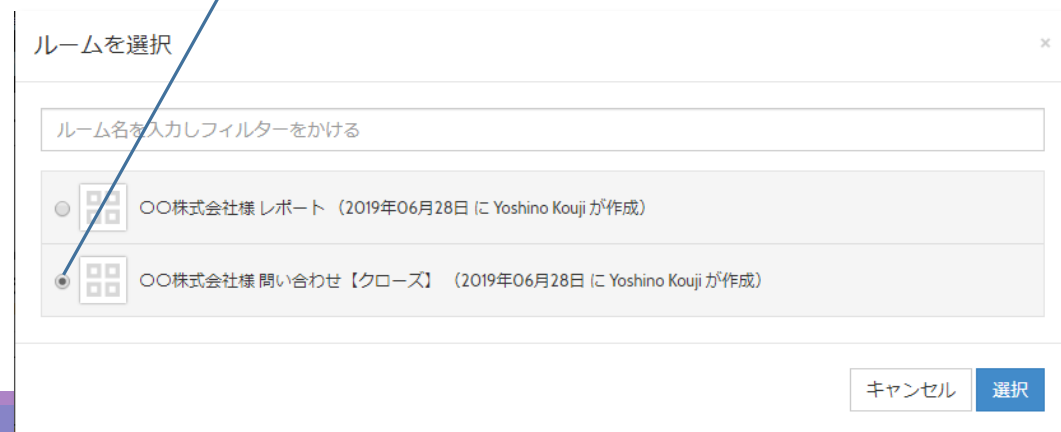 ルームを選択
×
ルーム名を入力しフィルターをかける
〇〇株式会社様 レポート （2019年06月28日 に Yoshino Kouji が作成）
〇〇株式会社様 問い合わせ【クローズ】 （2019年06月28日 に Yoshino Kouji が作成）
キャンセル 選択